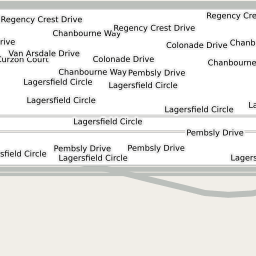 Regency Cre
Regency Crest Drive
Regency Crest Drive
Chanbourne Way
rive
Colonade Drive
Chanb
Van Arsdale Drive
Curzon Court
Colonade Drive
Chanbourne
Chanbourne Way
Pembsly Drive
Lagersfield Circle
Lagersfield Circle
Lagersfield Circle
La
Lagersfield Circle
Lagersfield Circle
Pembsly Drive
Pembsly Drive
Pembsly Drive
sfield Circle
Lagersfield Circle
Lagers